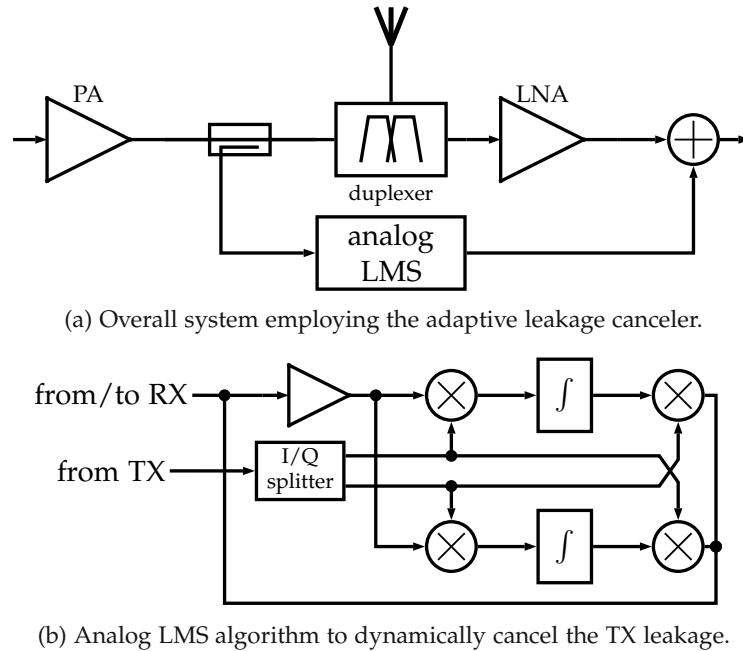 PA
LNA
duplexer
analog
LMS
(a) Overall system employing the adaptive leakage canceler.
from/to RX
∫
from TX
I/Q
splitter
∫
(b) Analog LMS algorithm to dynamically cancel the TX leakage.